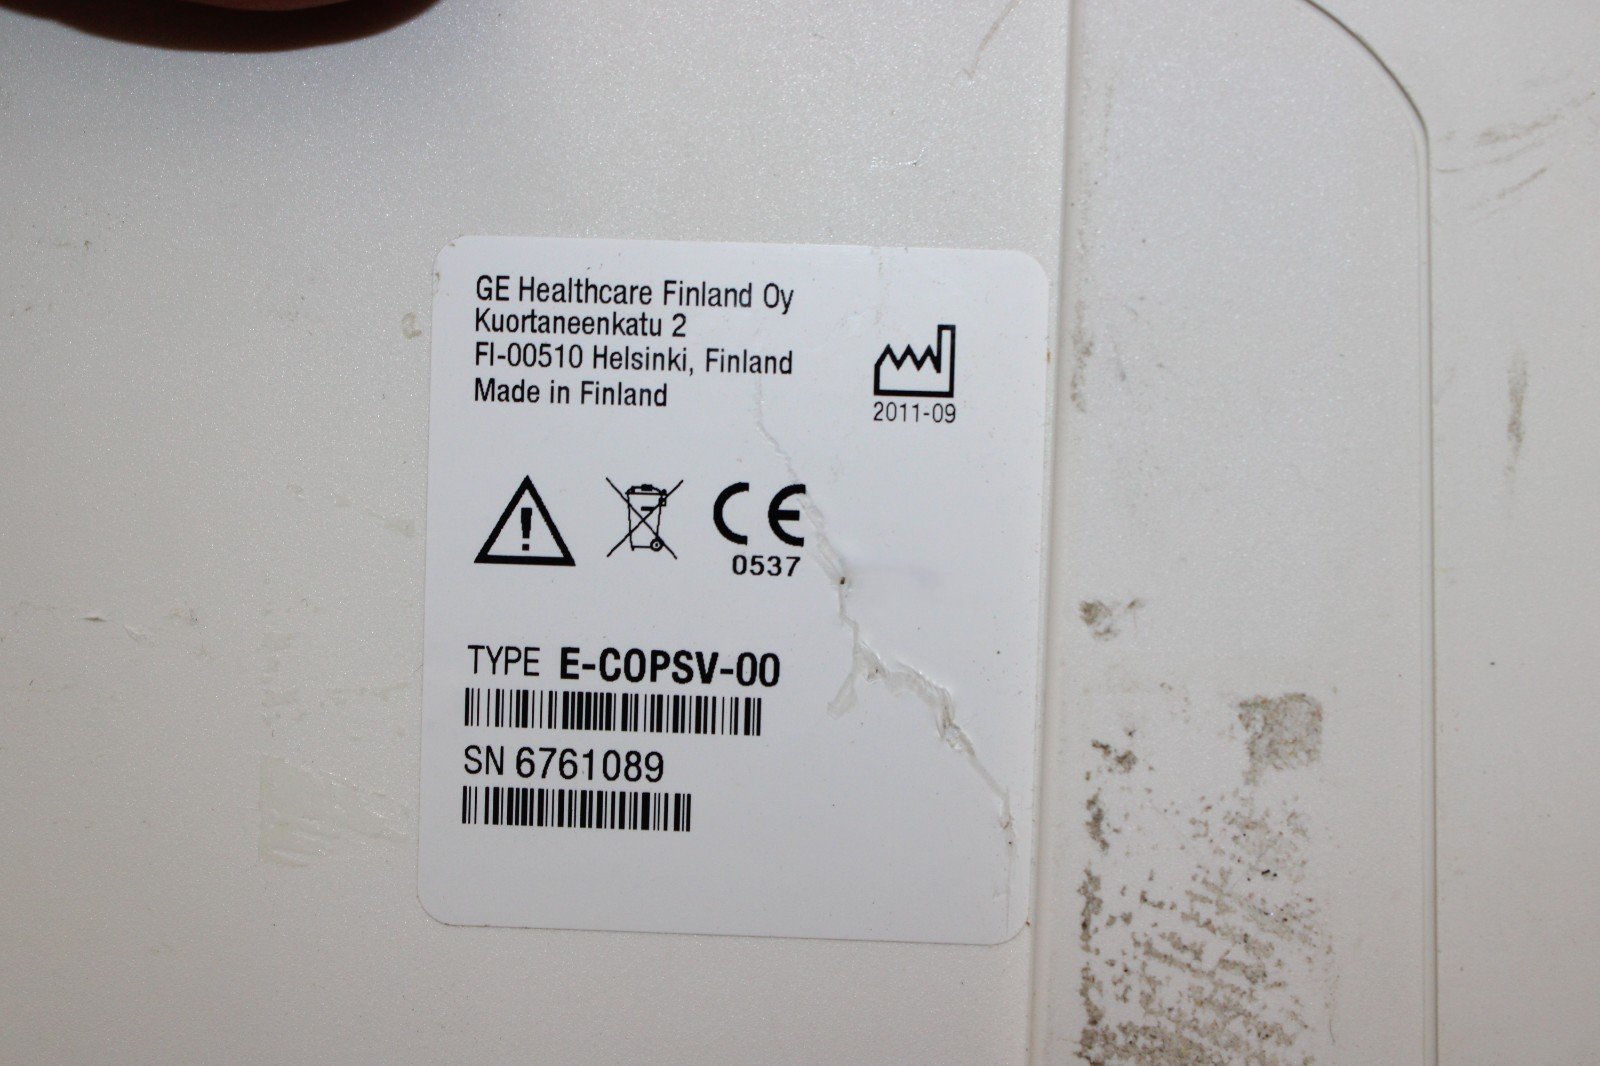 GE Healthcare Finland Oy
Kuortaneenkatu 2
FI-00510 Helsinki, Finland
Made in Finland
2011-09
CE
0537
TYPE E-COPSV-00
SN 6761089